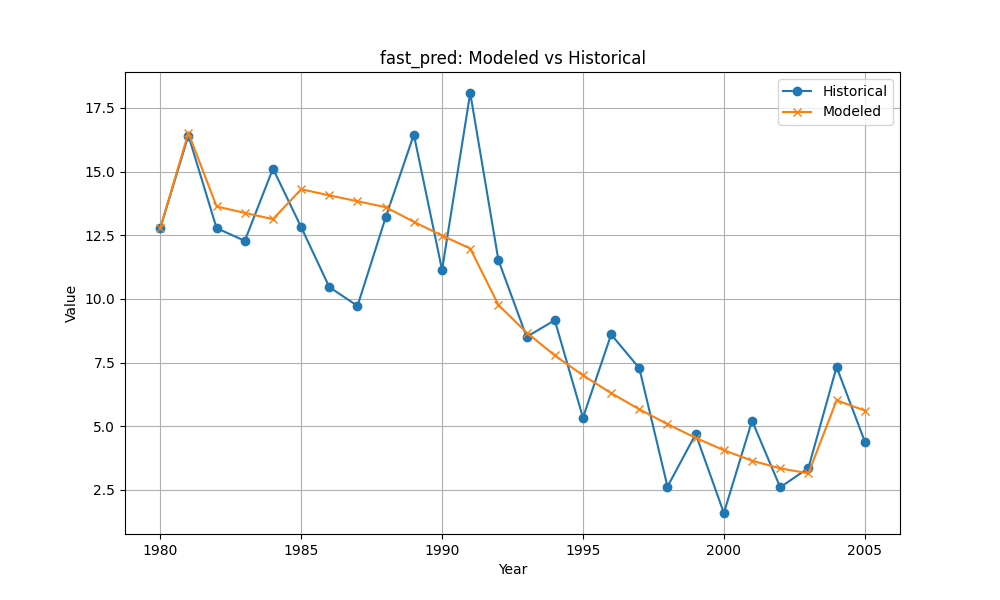 fast_pred: Modeled vs Historical
Historical
Modeled
17.5
15.0
12.5
10.0
7.5
5.0
2.5
Value
1980
1985
1990
1995
2000
2005
Year